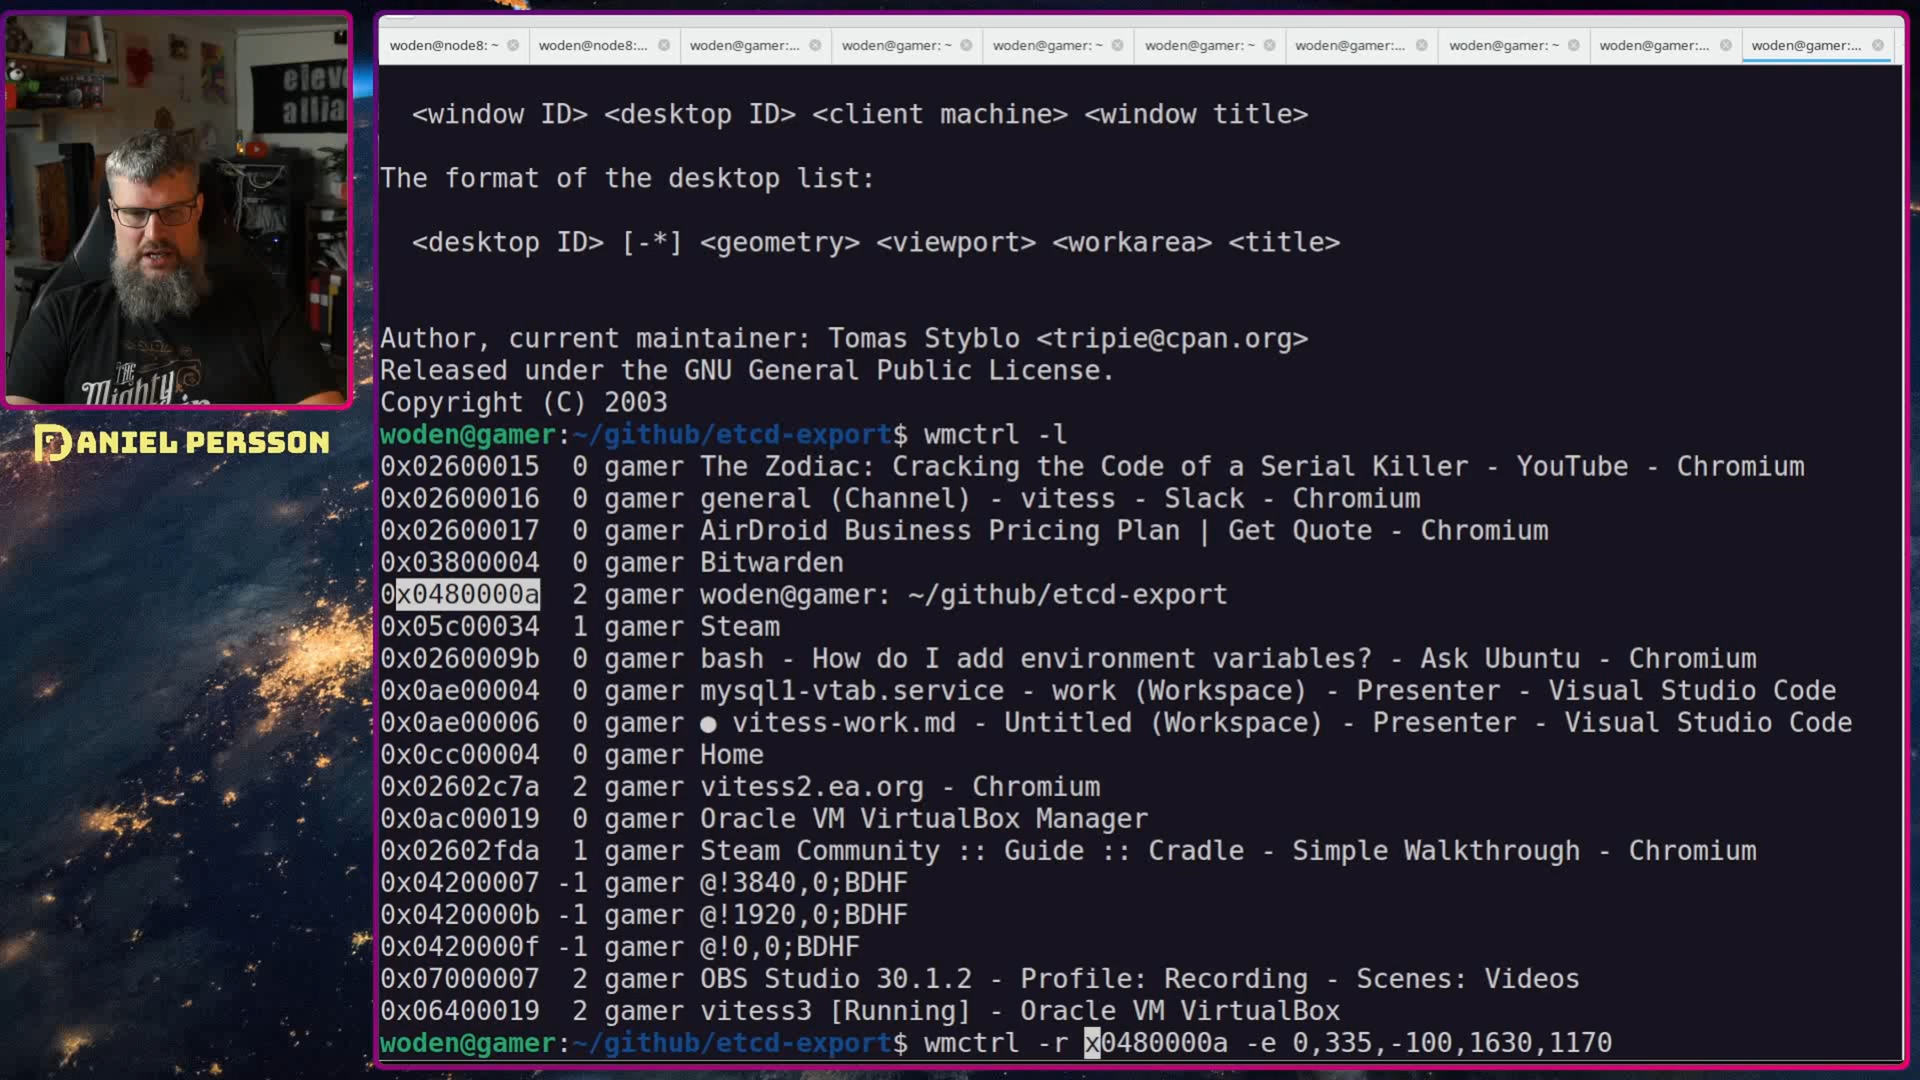 woden@node8: ~
woden@node8:...
woden@gamer:...
woden@gamer: ~
woden@gamer: ~
woden@gamer: ~
woden@gamer:...
woden@gamer: ~
woden@gamer:...
woden@gamer:...
<window ID> <desktop ID> <client machine> <window title>
The format of the desktop list:
<desktop ID> [-*] <geometry> <viewport> <workarea> <title>
Author, current maintainer: Tomas Styblo <tripie@cpan.org>
Released under the GNU General Public License.
Copyright (C) 2003
woden@gamer:~/github/etcd-export$ wmctrl -l
0x02600015  0 gamer The Zodiac: Cracking the Code of a Serial Killer - YouTube - Chromium
0x02600016  0 gamer general (Channel) - vitess - Slack - Chromium
0x02600017  0 gamer AirDroid Business Pricing Plan | Get Quote - Chromium
0x03800004  0 gamer Bitwarden
0x0480000a  2 gamer woden@gamer: ~/github/etcd-export
0x05c00034  1 gamer Steam
0x0260009b  0 gamer bash - How do I add environment variables? - Ask Ubuntu - Chromium
0x0ae00004  0 gamer mysql1-vtab.service - work (Workspace) - Presenter - Visual Studio Code
0x0ae00006  0 gamer ● vitess-work.md - Untitled (Workspace) - Presenter - Visual Studio Code
0x0cc00004  0 gamer Home
0x02602c7a  2 gamer vitess2.ea.org - Chromium
0x0ac00019  0 gamer Oracle VM VirtualBox Manager
0x02602fda  1 gamer Steam Community :: Guide :: Cradle - Simple Walkthrough - Chromium
0x04200007 -1 gamer @!3840,0;BDHF
0x0420000b -1 gamer @!1920,0;BDHF
0x0420000f -1 gamer @!0,0;BDHF
0x07000007  2 gamer OBS Studio 30.1.2 - Profile: Recording - Scenes: Videos
0x06400019  2 gamer vitess3 [Running] - Oracle VM VirtualBox
woden@gamer:~/github/etcd-export$ wmctrl -r x0480000a -e 0,335,-100,1630,1170
DANIEL PERSSON
THE
Mighty